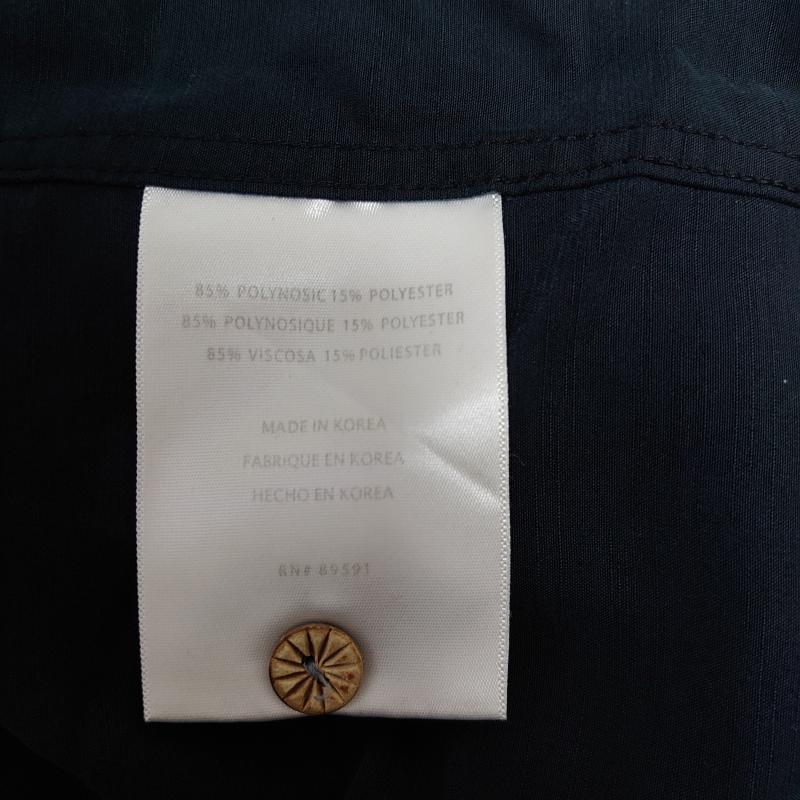 85% POLYNOSIC 15% POLYESTER
85% POLYNOSIQUE 15% POLYESTER
85% VISCOSA 15% POLIESTER
MADE IN KOREA
FABRIQUE EN KOREA
HECHO EN KOREA
RN# 89591